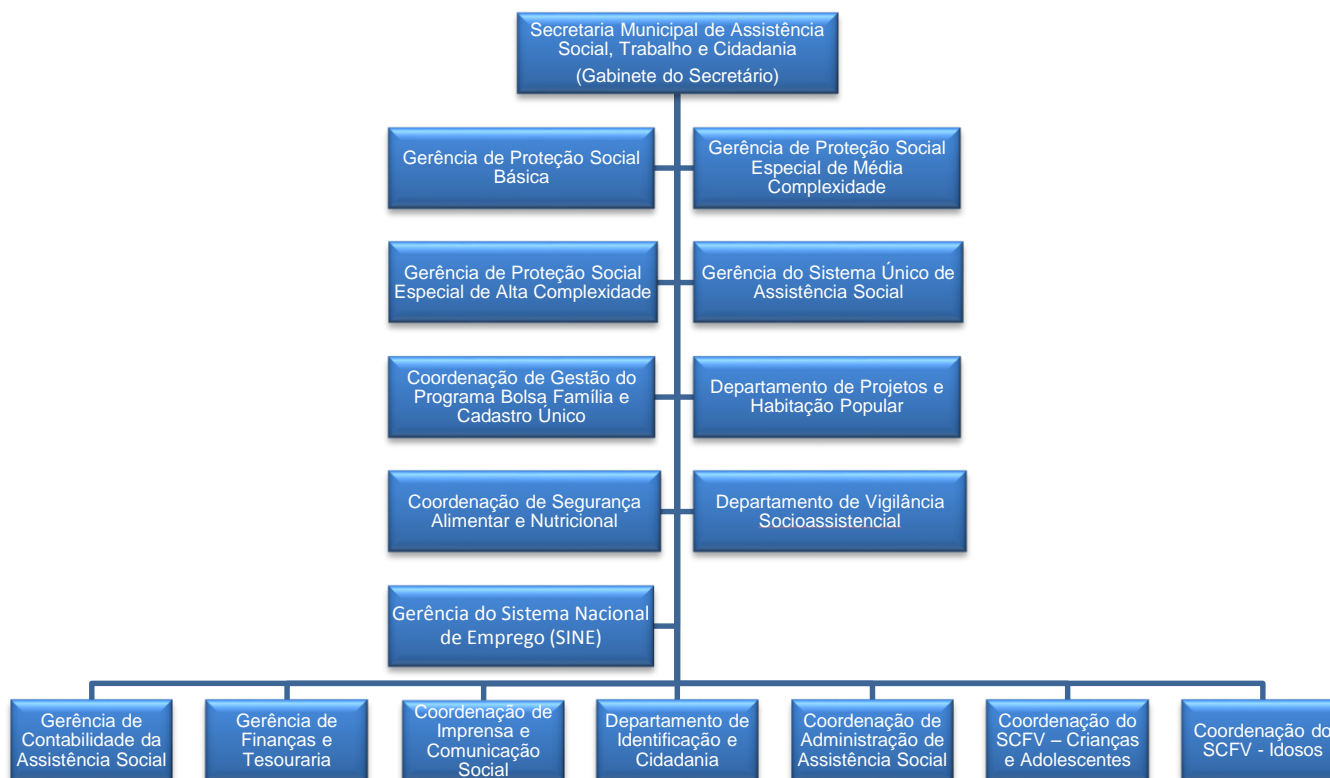 Secretaria Municipal de Assistência
Social, Trabalho e Cidadania
(Gabinete do Secretário)
Gerência de Proteção Social
Básica
Gerência de Proteção Social
Especial de Média
Complexidade
Gerência de Proteção Social
Especial de Alta Complexidade
Gerência do Sistema Único de
Assistência Social
Coordenação de Gestão do
Programa Bolsa Família e
Cadastro Único
Departamento de Projetos e
Habitação Popular
Coordenação de Segurança
Alimentar e Nutricional
Departamento de Vigilância
Socioassistencial
Gerência do Sistema Nacional
de Emprego (SINE)
Gerência de
Contabilidade da
Assistência Social
Gerência de
Finanças e
Tesouraria
Coordenação de
Imprensa e
Comunicação
Social
Departamento de
Identificação e
Cidadania
Coordenação de
Administração de
Assistência Social
Coordenação do
SCFV – Crianças
e Adolescentes
Coordenação do
SCFV - Idosos